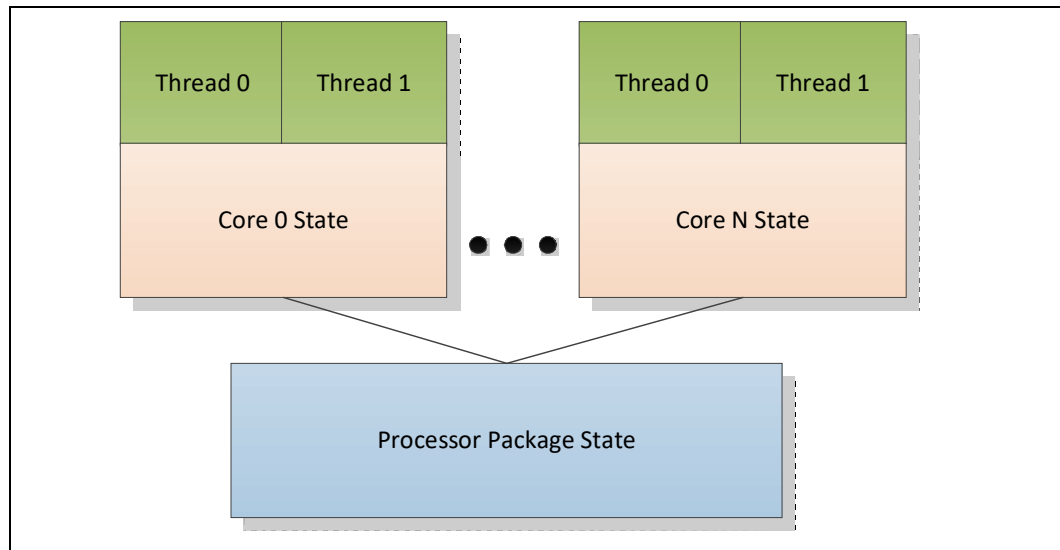 Thread 0
Thread 1
Thread 0
Thread 1
Core 0 State
Core N State
Processor Package State